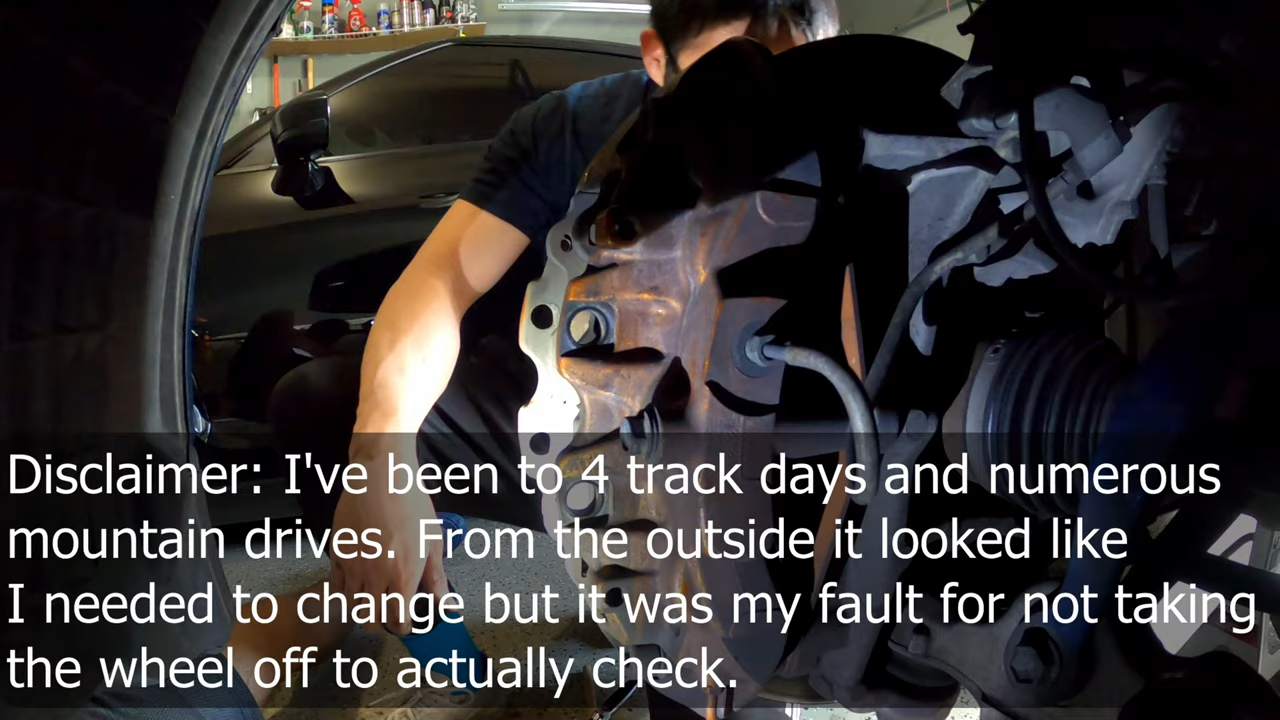 Disclaimer: I've been to 4 track days and numerous
mountain drives. From the outside it looked like
I needed to change but it was my fault for not taking
the wheel off to actually check.